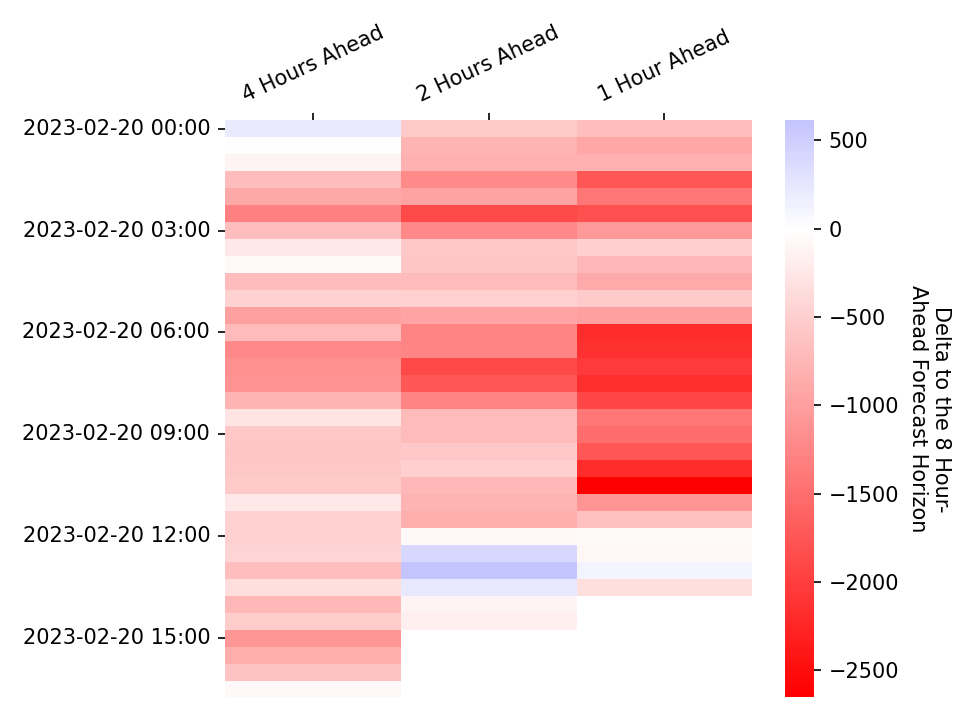 4 Hours Ahead
2 Hours Ahead
1 Hour Ahead
2023-02-20 00:00
2023-02-20 03:00
2023-02-20 06:00
2023-02-20 09:00
2023-02-20 12:00
2023-02-20 15:00
500
0
−500
−1000
−1500
−2000
−2500
Delta to the 8 Hour-
Ahead Forecast Horizon